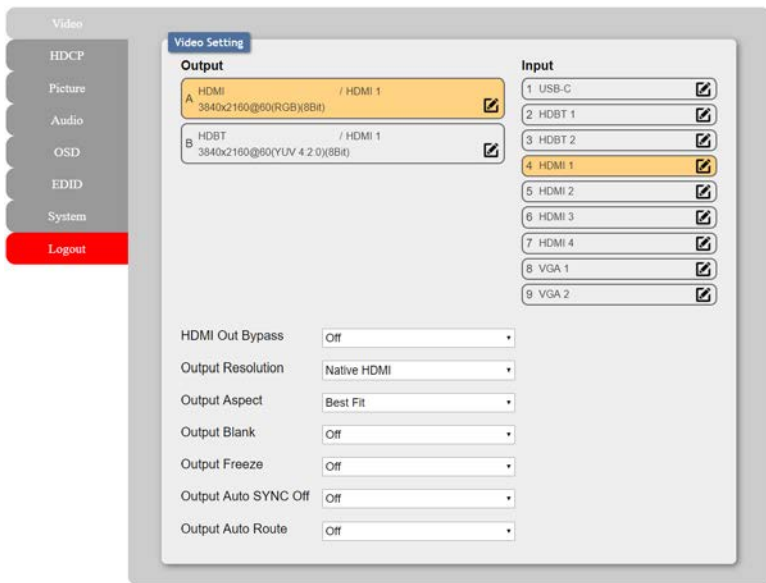 Video
HDCP
Picture
Audio
OSD
EDID
System
Logout
Video Setting
Output
A HDMI / HDMI 1
3840x2160@60(RGB)(8Bit)
B HDBT / HDMI 1
3840x2160@60(YUV 4:2:0)(8Bit)
Input
1 USB-C
2 HDBT 1
3 HDBT 2
4 HDMI 1
5 HDMI 2
6 HDMI 3
7 HDMI 4
8 VGA 1
9 VGA 2
HDMI Out Bypass Off
Output Resolution Native HDMI
Output Aspect Best Fit
Output Blank Off
Output Freeze Off
Output Auto SYNC Off Off
Output Auto Route Off